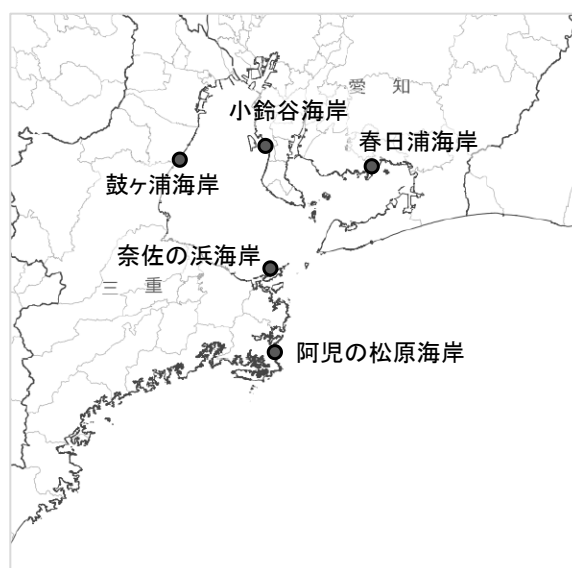 愛 知
小鈴谷海岸
春日浦海岸
鼓ヶ浦海岸
奈佐の浜海岸
三 重
阿児の松原海岸